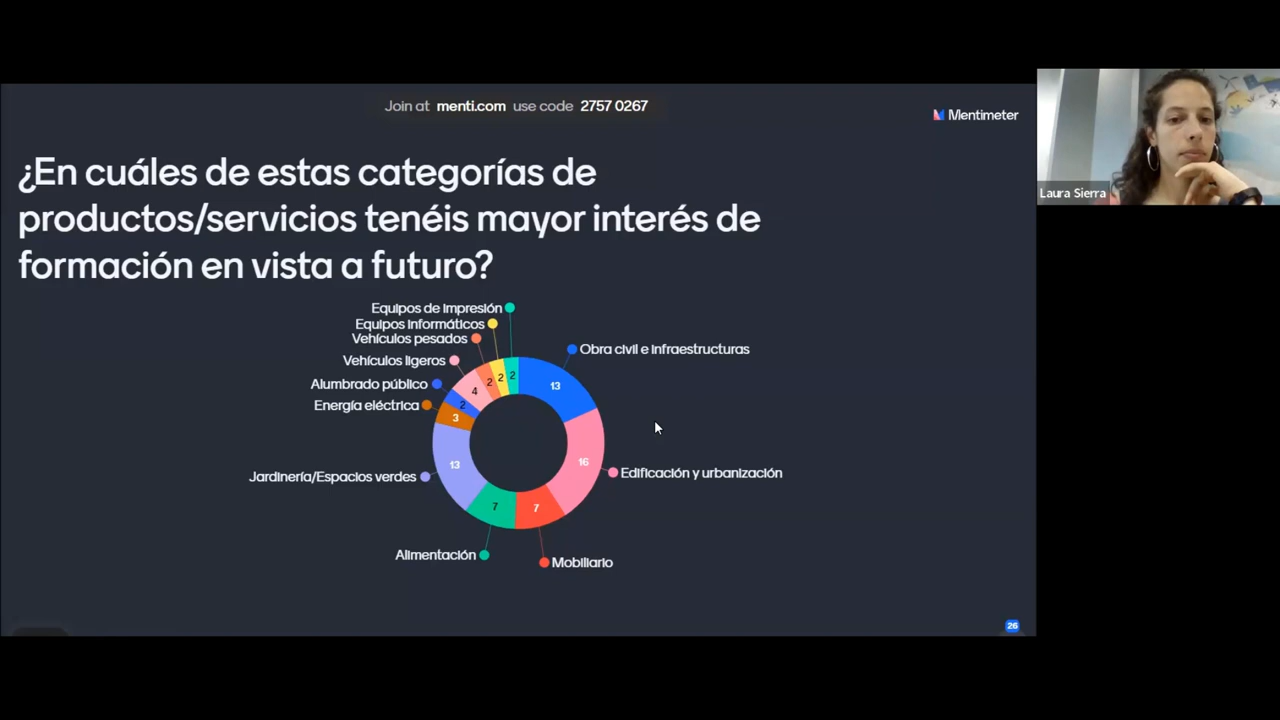 Join at menti.com use code 2757 0267
Mentimeter
¿En cuáles de estas categorías de
productos/servicios tenéis mayor interés de
formación en vista a futuro?
Laura Sierra
Equipos de impresión
Equipos informáticos
Vehículos pesados
Vehículos ligeros
Alumbrado público
Energía eléctrica
Jardinería/Espacios verdes
Alimentación
Mobiliario
Edificación y urbanización
Obra civil e infraestructuras
13
16
7
7
13
3
2
4
2
2
2
26